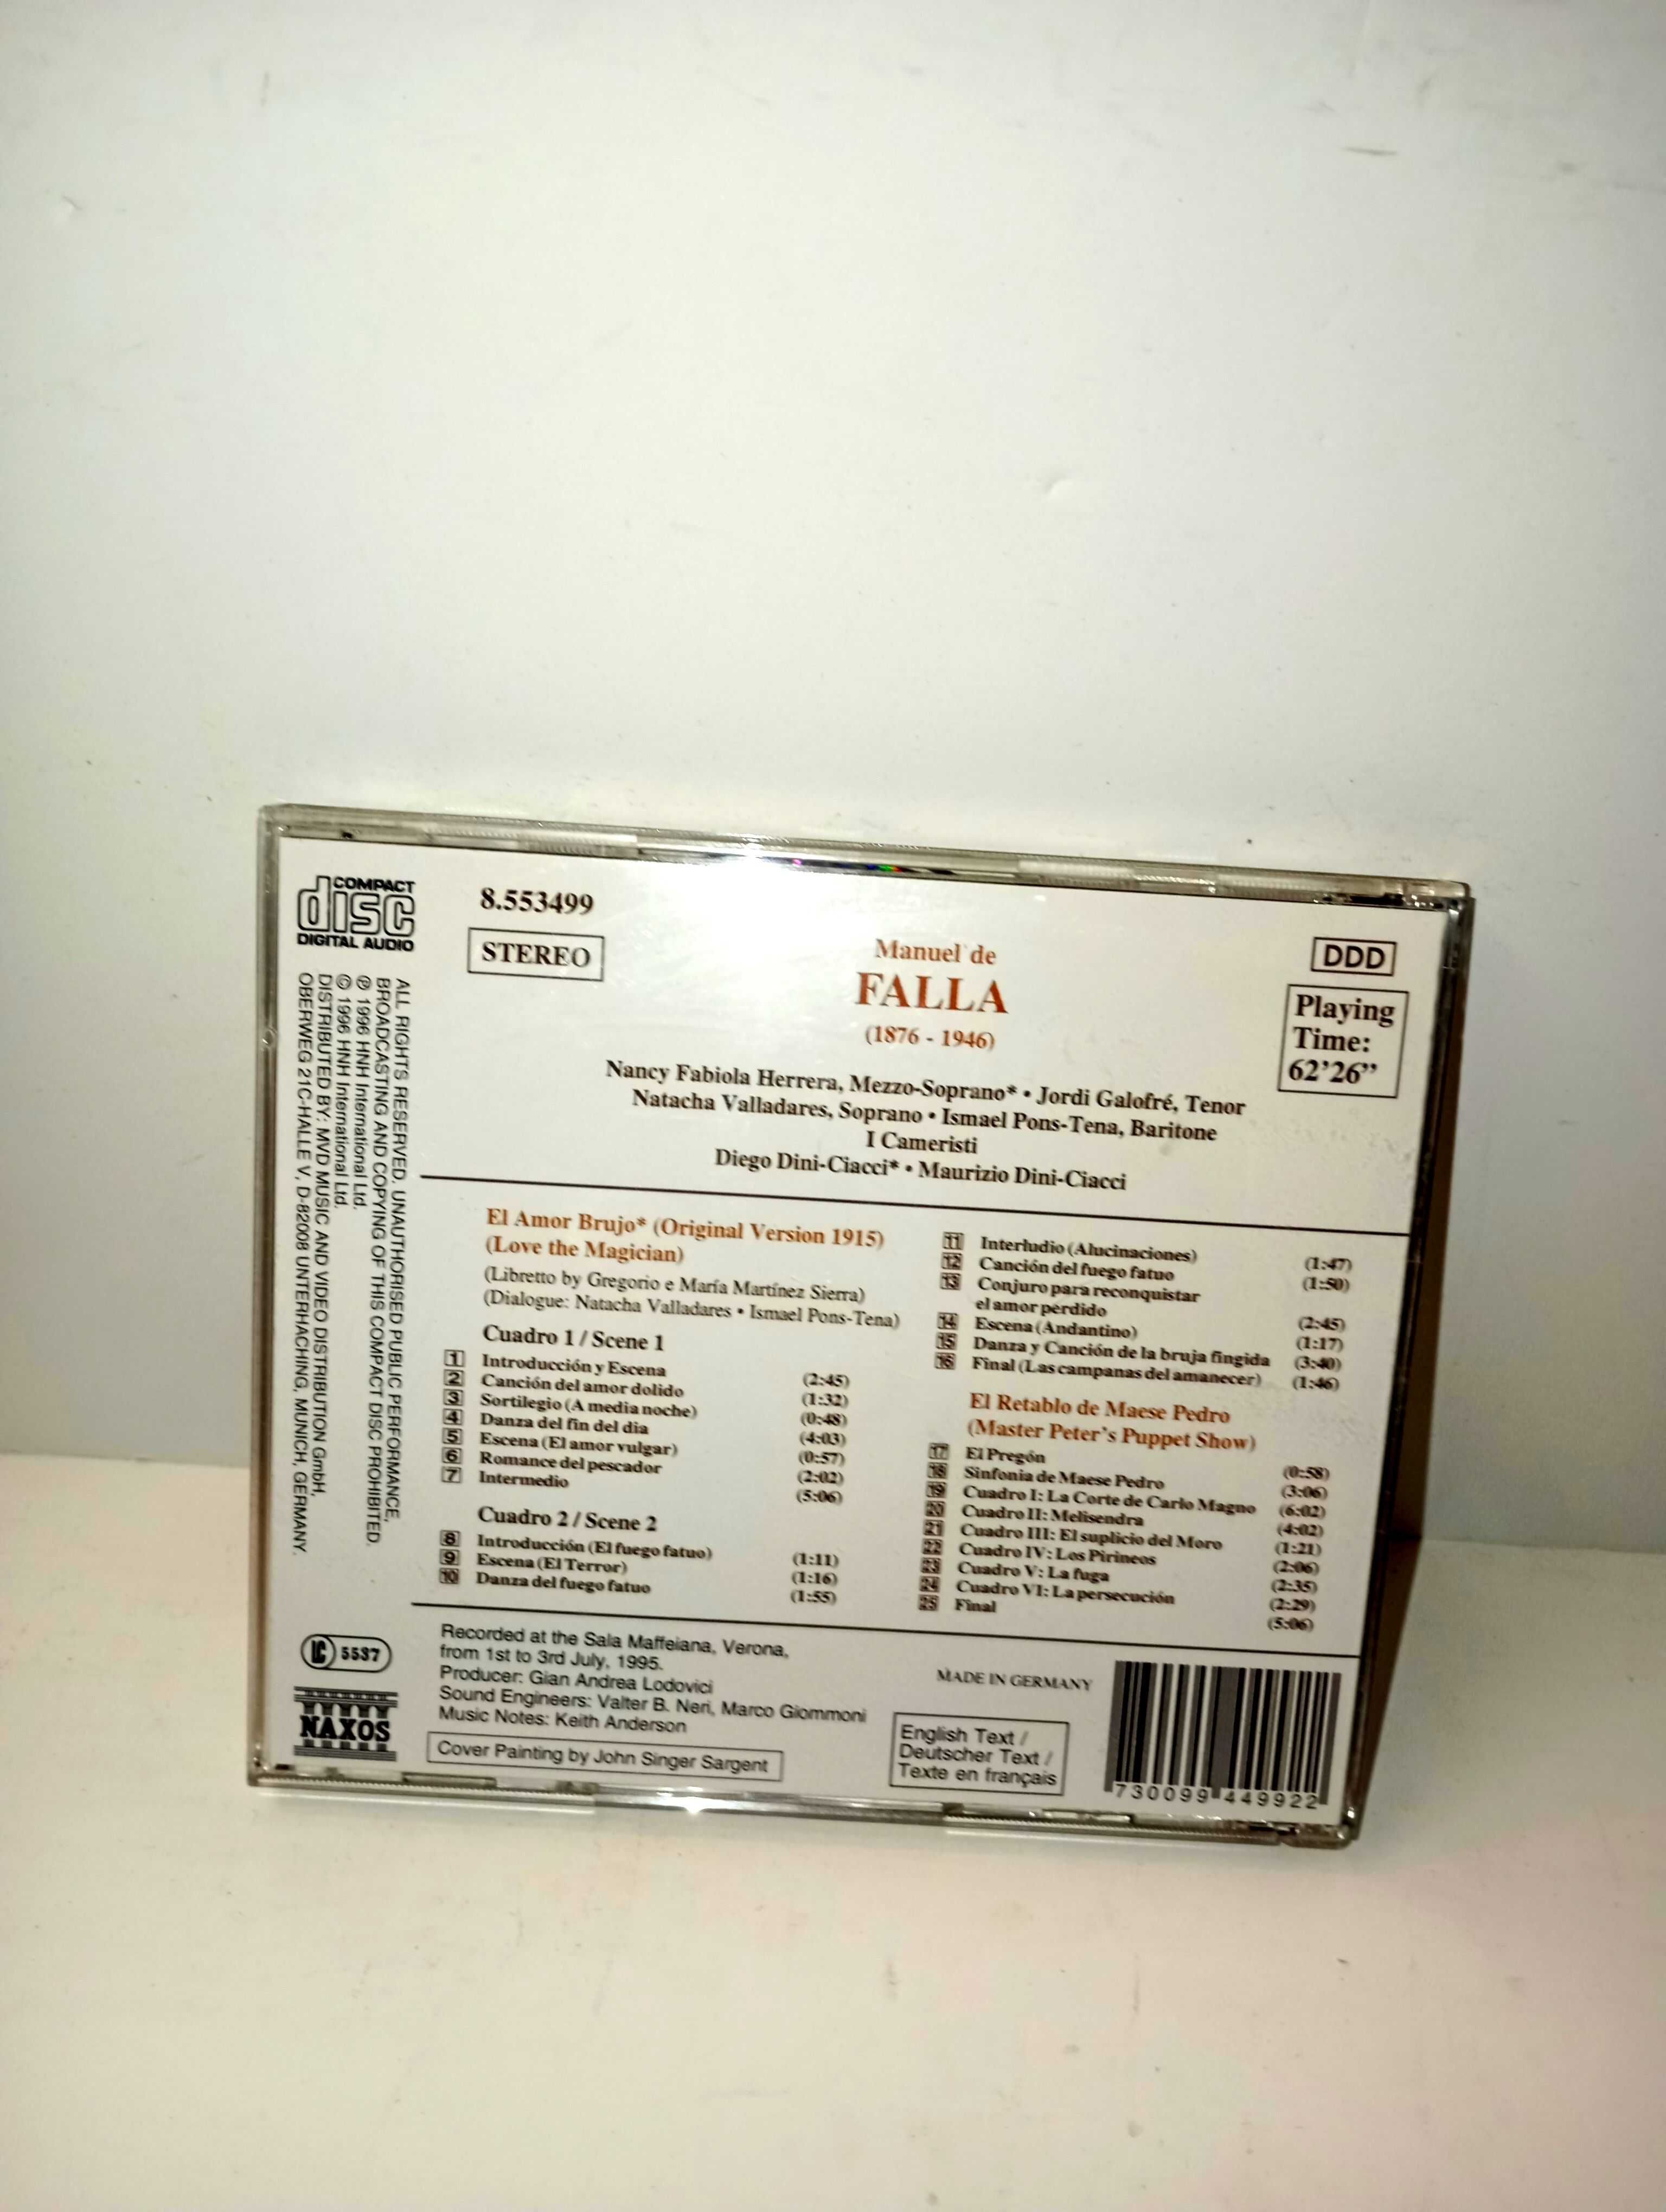 COMPACT
disc
DIGITAL AUDIO
ALL RIGHTS RESERVED. UNAUTHORISED PUBLIC PERFORMANCE,
BROADCASTING AND COPYING OF THIS COMPACT DISC PROHIBITED.
℗ 1996 HNH International Ltd.
© 1996 HNH International Ltd.
DISTRIBUTED BY: MVD MUSIC AND VIDEO DISTRIBUTION GmbH,
OBERWEG 21C-HALLE V, D-82008 UNTERHACHING, MUNICH, GERMANY.
LC 5537
NAXOS
8.553499
STEREO
Manuel de
FALLA
(1876 - 1946)
DDD
Playing
Time:
62'26”
Nancy Fabiola Herrera, Mezzo-Soprano* • Jordi Galofré, Tenor
Natacha Valladares, Soprano • Ismael Pons-Tena, Baritone
I Cameristi
Diego Dini-Ciacci* • Maurizio Dini-Ciacci
El Amor Brujo* (Original Version 1915)
(Love the Magician)
(Libretto by Gregorio e María Martínez Sierra)
(Dialogue: Natacha Valladares • Ismael Pons-Tena)
Cuadro 1 / Scene 1
1 Introducción y Escena (2:45)
2 Canción del amor dolido (1:32)
3 Sortilegio (A media noche) (0:48)
4 Danza del fin del dia (4:03)
5 Escena (El amor vulgar) (0:57)
6 Romance del pescador (2:02)
7 Intermedio (5:06)
Cuadro 2 / Scene 2
8 Introducción (El fuego fatuo) (1:11)
9 Escena (El Terror) (1:16)
10 Danza del fuego fatuo (1:55)
11 Interludio (Alucinaciones) (1:47)
12 Canción del fuego fatuo (1:50)
13 Conjuro para reconquistar
el amor perdido (2:45)
14 Escena (Andantino) (1:17)
15 Danza y Canción de la bruja fingida (3:40)
16 Final (Las campanas del amanecer) (1:46)
El Retablo de Maese Pedro
(Master Peter's Puppet Show)
17 El Pregón (0:58)
18 Sinfonia de Maese Pedro (3:06)
19 Cuadro I: La Corte de Carlo Magno (6:02)
20 Cuadro II: Melisendra (4:02)
21 Cuadro III: El suplicio del Moro (1:21)
22 Cuadro IV: Los Pirineos (2:06)
23 Cuadro V: La fuga (2:35)
24 Cuadro VI: La persecución (2:29)
25 Final (5:06)
Recorded at the Sala Maffeiana, Verona,
from 1st to 3rd July, 1995.
Producer: Gian Andrea Lodovici
Sound Engineers: Valter B. Neri, Marco Giommoni
Music Notes: Keith Anderson
Cover Painting by John Singer Sargent
MADE IN GERMANY
English Text /
Deutscher Text /
Texte en français
730099 449922